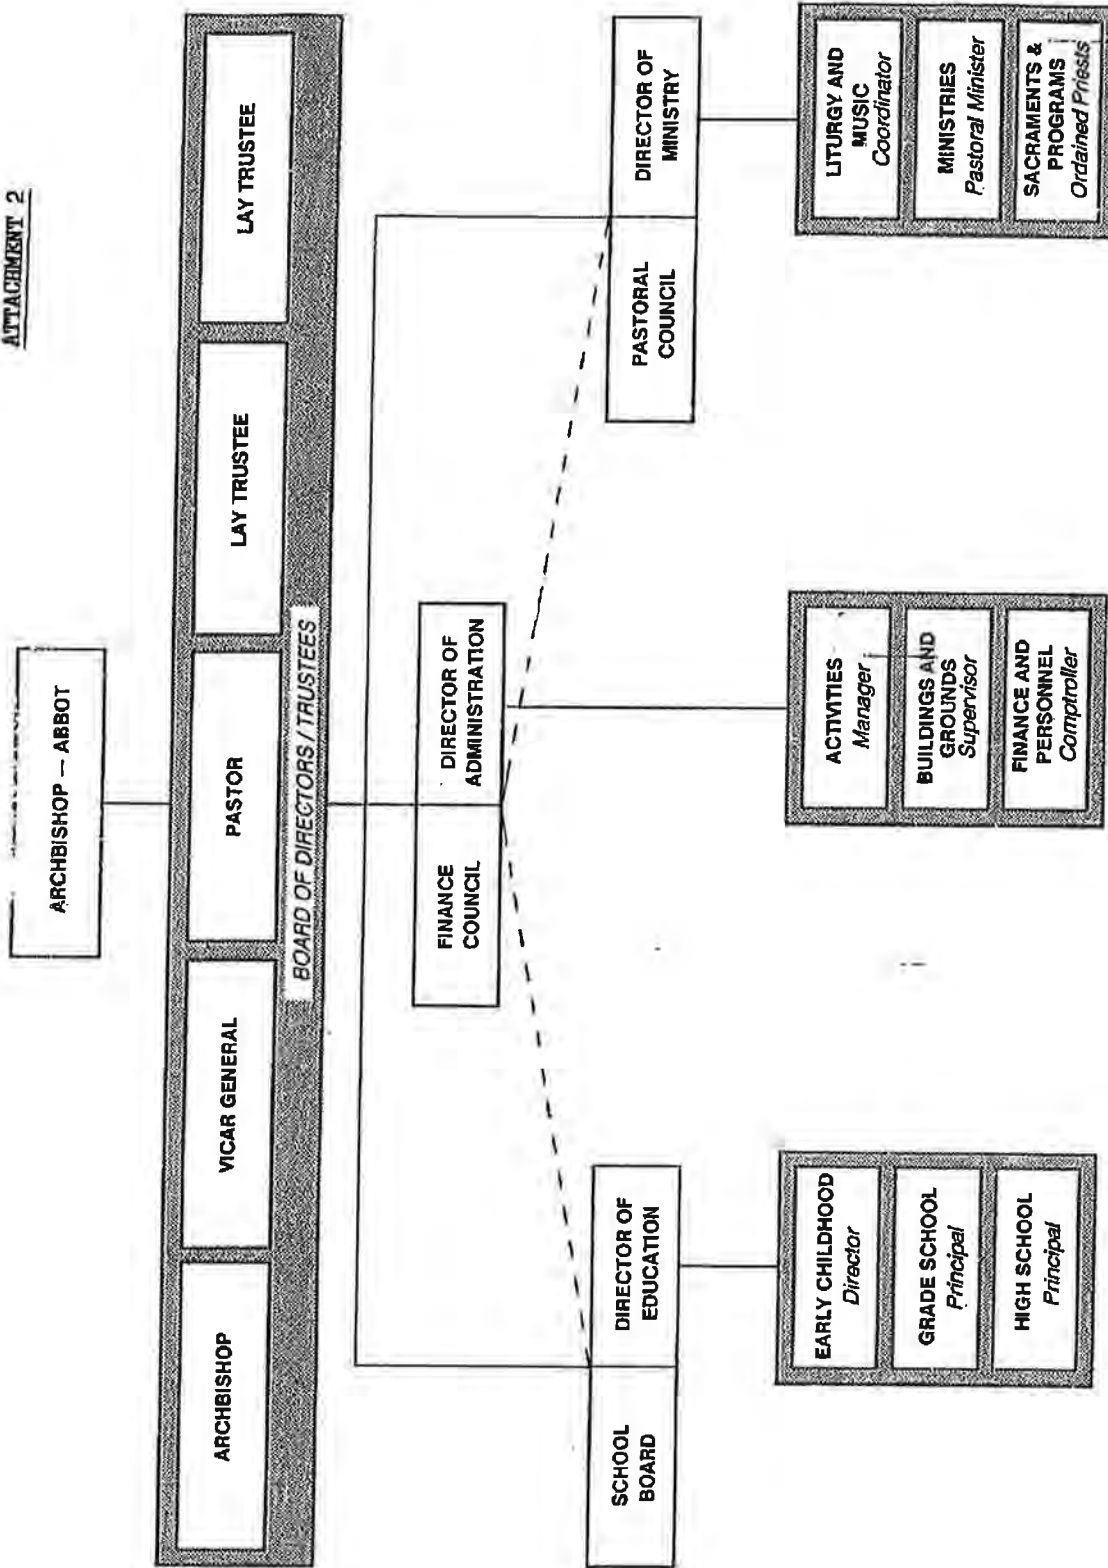 ATTACHMENT 2
ARCHBISHOP — ABBOT
ARCHBISHOP
VICAR GENERAL
PASTOR
LAY TRUSTEE
LAY TRUSTEE
BOARD OF DIRECTORS / TRUSTEES
FINANCE
COUNCIL
DIRECTOR OF
ADMINISTRATION
SCHOOL
BOARD
DIRECTOR OF
EDUCATION
PASTORAL
COUNCIL
DIRECTOR OF
MINISTRY
EARLY CHILDHOOD
Director
GRADE SCHOOL
Principal
HIGH SCHOOL
Principal
ACTIVITIES
Manager
BUILDINGS AND
GROUNDS
Supervisor
FINANCE AND
PERSONNEL
Comptroller
LITURGY AND
MUSIC
Coordinator
MINISTRIES
Pastoral Minister
SACRAMENTS &
PROGRAMS
Ordained Priests